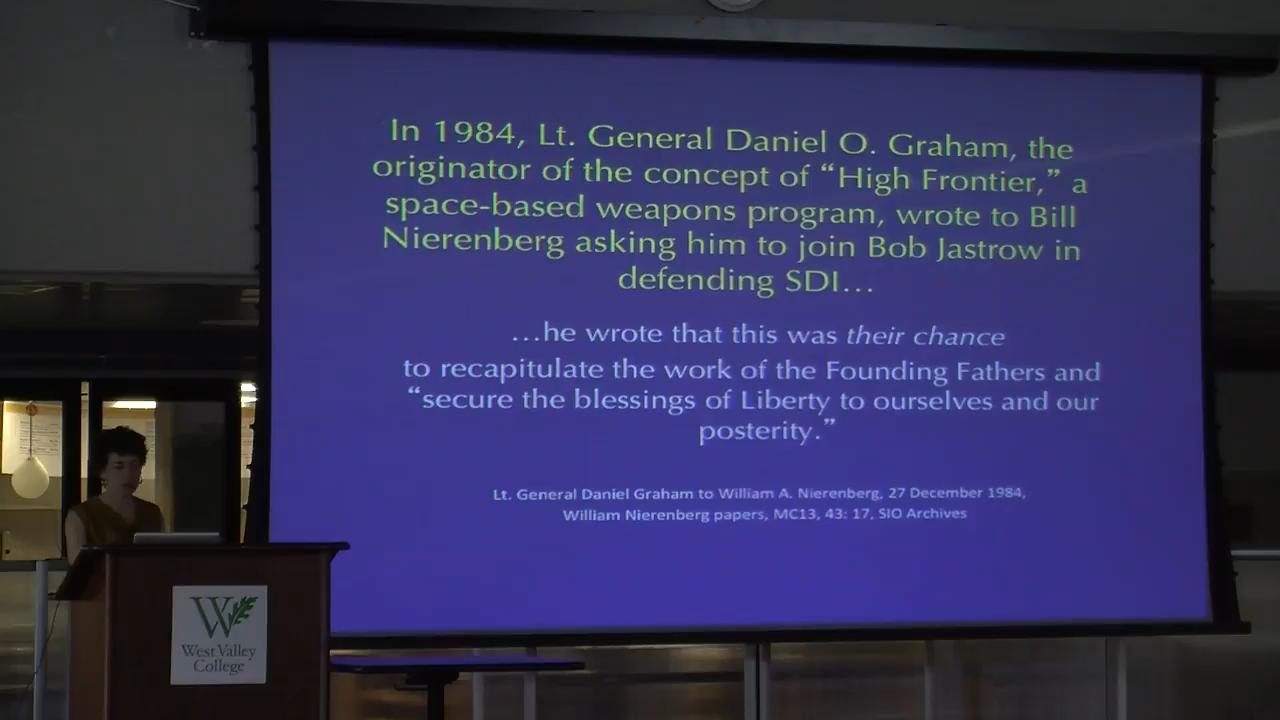 In 1984, Lt. General Daniel O. Graham, the
originator of the concept of “High Frontier,” a
space-based weapons program, wrote to Bill
Nierenberg asking him to join Bob Jastrow in
defending SDI…
…he wrote that this was their chance
to recapitulate the work of the Founding Fathers and
“secure the blessings of Liberty to ourselves and our
posterity.”
Lt. General Daniel Graham to William A. Nierenberg, 27 December 1984,
William Nierenberg papers, MC13, 43: 17, SIO Archives
W
West Valley
College